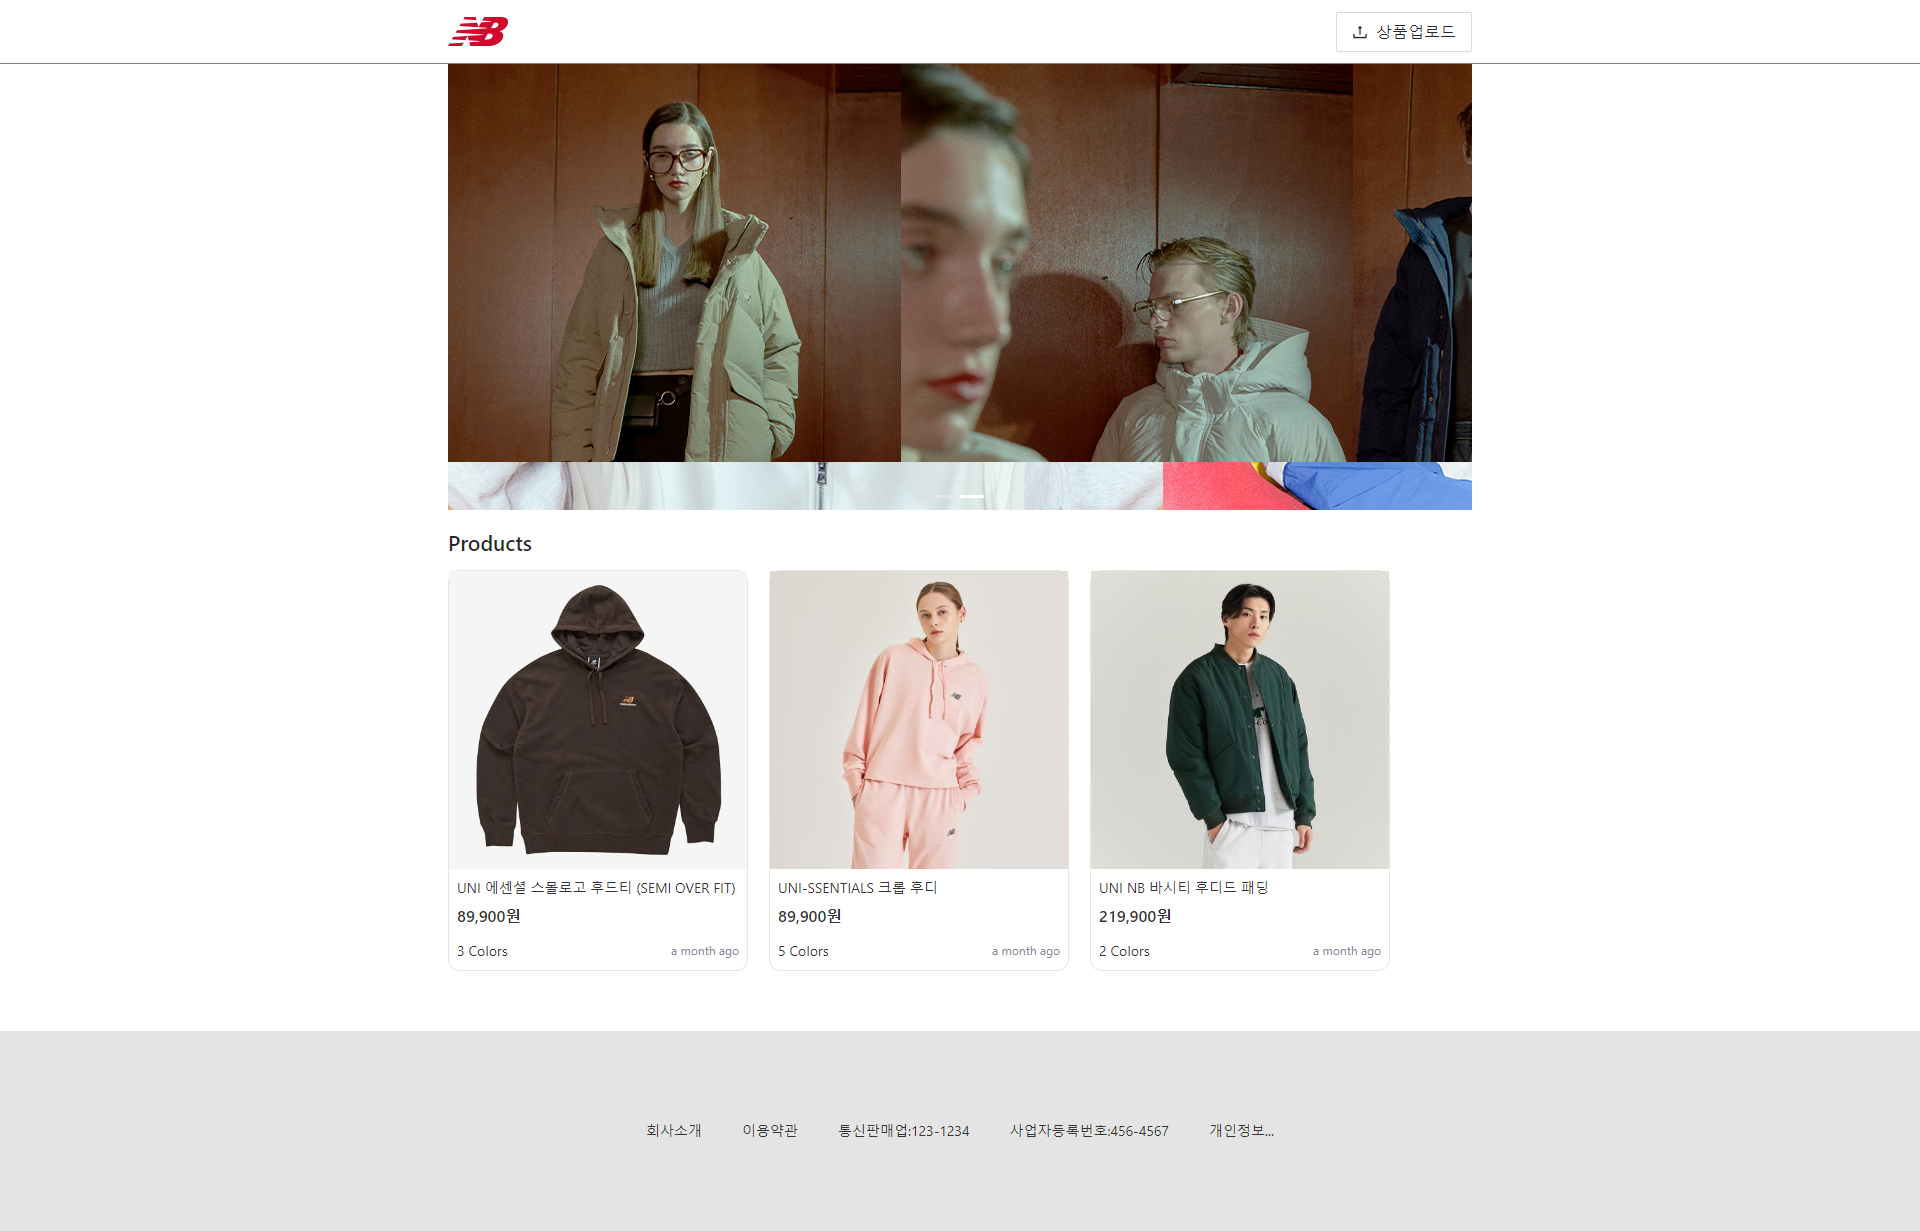 NB
상품업로드
Products
UNI 에센셜 스몰로고 후드티 (SEMI OVER FIT)
89,900원
3 Colors
a month ago
UNI-SSENTIALS 크롭 후디
89,900원
5 Colors
a month ago
UNI NB 바시티 후디드 패딩
219,900원
2 Colors
a month ago
회사소개
이용약관
통신판매업:123-1234
사업자등록번호:456-4567
개인정보...